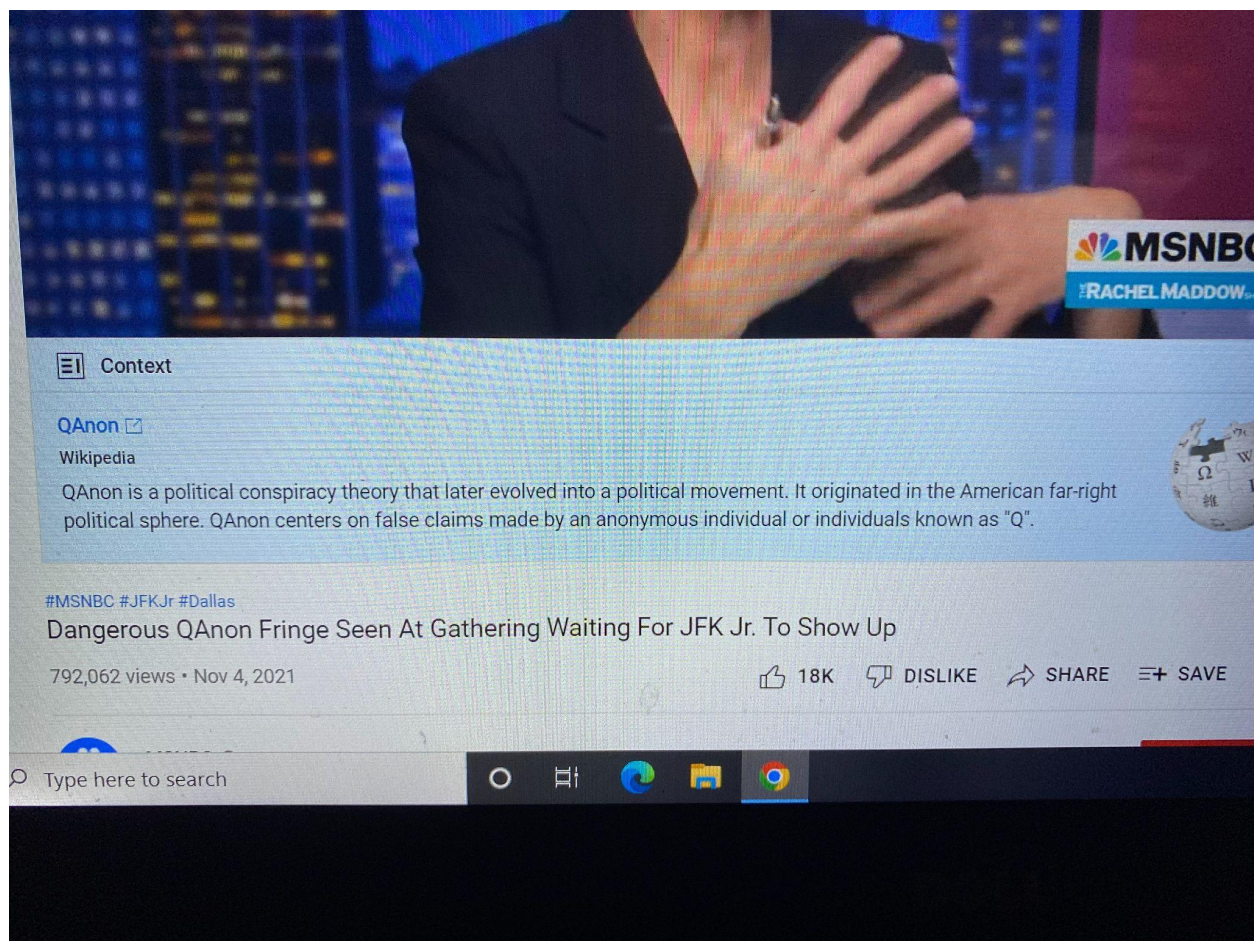 MSNBC
THE RACHEL MADDOW
Context
QAnon
Wikipedia
QAnon is a political conspiracy theory that later evolved into a political movement. It originated in the American far-right
political sphere. QAnon centers on false claims made by an anonymous individual or individuals known as "Q".
Ω W
維
#MSNBC #JFKJr #Dallas
Dangerous QAnon Fringe Seen At Gathering Waiting For JFK Jr. To Show Up
792,062 views • Nov 4, 2021 18K DISLIKE SHARE SAVE
Type here to search